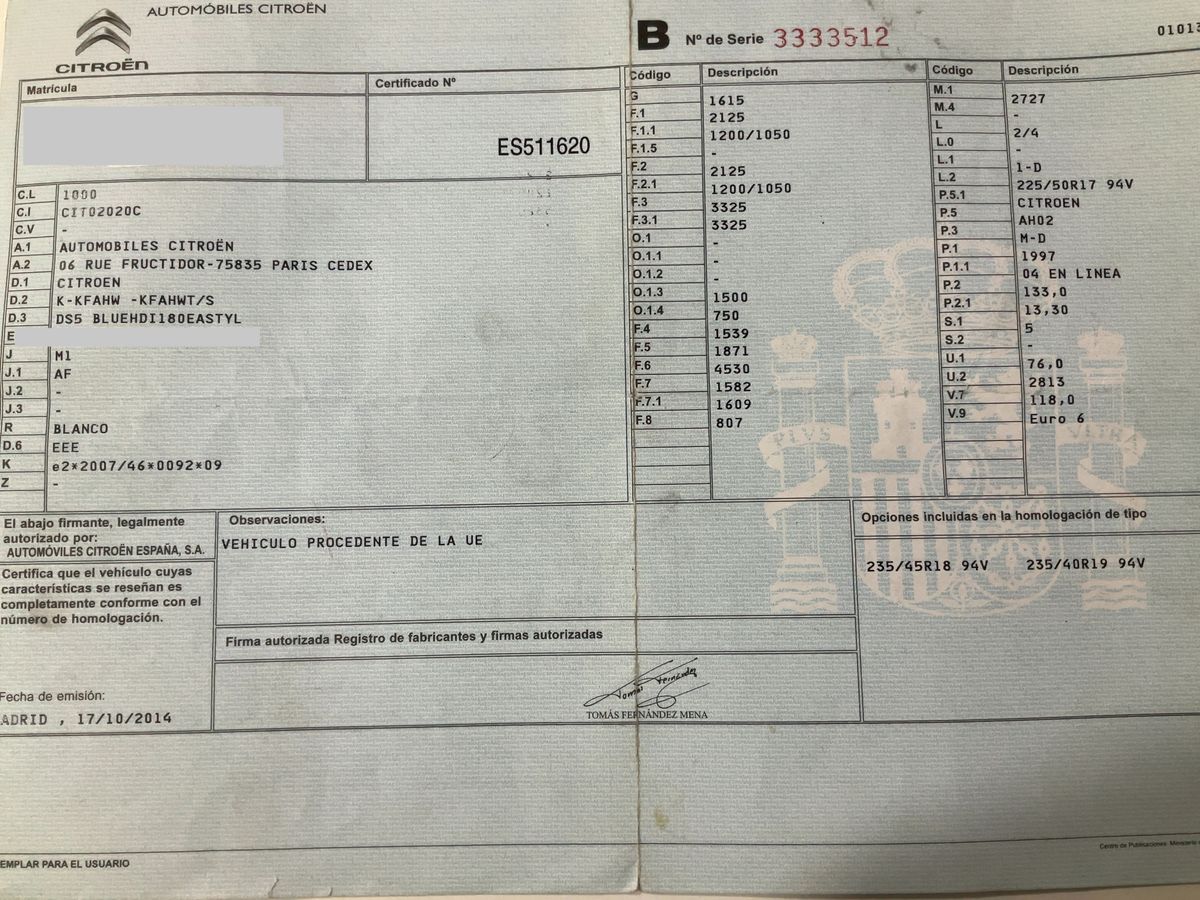 AUTOMÓBILES CITROËN
CITROËN
B Nº de Serie 3333512
Matrícula
Certificado Nº
ES511620
C.L 1000
C.I CIT02020C
C.V -
A.1 AUTOMOBILES CITROËN
A.2 06 RUE FRUCTIDOR-75835 PARIS CEDEX
D.1 CITROEN
D.2 K-KFAHW -KFAHWT/S
D.3 DS5 BLUEHDI180EASTYL
E
J M1
J.1 AF
J.2 -
J.3 -
R BLANCO
D.6 EEE
K e2*2007/46*0092*09
Z -
Código Descripción
G 1615
F.1 2125
F.1.1 1200/1050
F.1.5 -
F.2 2125
F.2.1 1200/1050
F.3 3325
F.3.1 3325
O.1 -
O.1.1 -
O.1.2 -
O.1.3 1500
O.1.4 750
F.4 1539
F.5 1871
F.6 4530
F.7 1582
F.7.1 1609
F.8 807
Código Descripción
M.1 2727
M.4 -
L 2/4
L.0 -
L.1 1-D
L.2 225/50R17 94V
P.5.1 CITROEN
P.5 AH02
P.3 M-D
P.1 1997
P.1.1 04 EN LINEA
P.2 133,0
P.2.1 13,30
S.1 5
S.2 -
U.1 76,0
U.2 2813
V.7 118,0
V.9 Euro 6
PLVS
VLTRA
El abajo firmante, legalmente
autorizado por:
AUTOMÓVILES CITROËN ESPAÑA, S.A.
Certifica que el vehículo cuyas
características se reseñan es
completamente conforme con el
número de homologación.
Fecha de emisión:
ADRID , 17/10/2014
Observaciones:
VEHICULO PROCEDENTE DE LA UE
Firma autorizada Registro de fabricantes y firmas autorizadas
Tomás Fernández
TOMÁS FERNÁNDEZ MENA
Opciones incluidas en la homologación de tipo
235/45R18 94V 235/40R19 94V
EMPLAR PARA EL USUARIO
Centro de Publicaciones. Ministerio